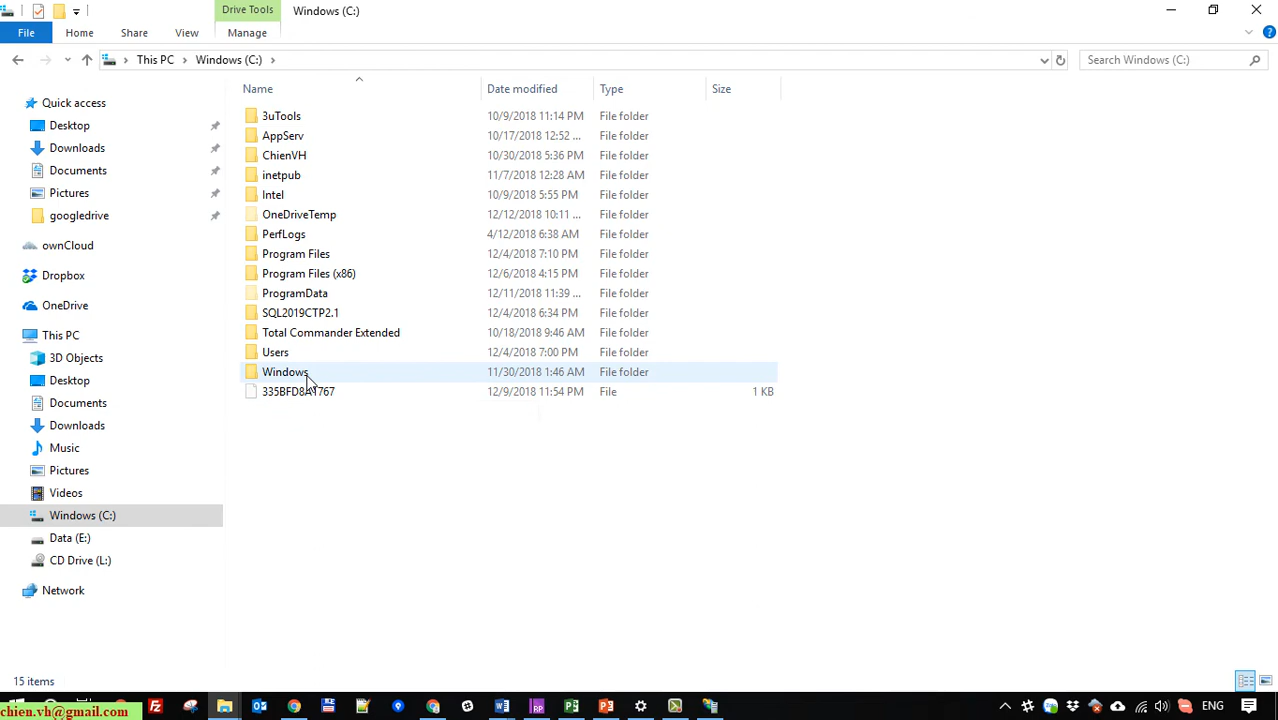 Drive Tools
Windows (C:)
File
Home
Share
View
Manage
This PC
Windows (C:)
Search Windows (C:)
Name
Date modified
Type
Size
Quick access
Desktop
Downloads
Documents
Pictures
googledrive
ownCloud
Dropbox
OneDrive
This PC
3D Objects
Desktop
Documents
Downloads
Music
Pictures
Videos
Windows (C:)
Data (E:)
CD Drive (L:)
Network
3uTools 10/9/2018 11:14 PM File folder
AppServ 10/17/2018 12:52 ... File folder
ChienVH 10/30/2018 5:36 PM File folder
inetpub 11/7/2018 12:28 AM File folder
Intel 10/9/2018 5:55 PM File folder
OneDriveTemp 12/12/2018 10:11 ... File folder
PerfLogs 4/12/2018 6:38 AM File folder
Program Files 12/4/2018 7:10 PM File folder
Program Files (x86) 12/6/2018 4:15 PM File folder
ProgramData 12/11/2018 11:39 ... File folder
SQL2019CTP2.1 12/4/2018 6:34 PM File folder
Total Commander Extended 10/18/2018 9:46 AM File folder
Users 12/4/2018 7:00 PM File folder
Windows 11/30/2018 1:46 AM File folder
12/9/2018 11:54 PM File 1 KB
15 items
chien.vh@gmail.com
ENG